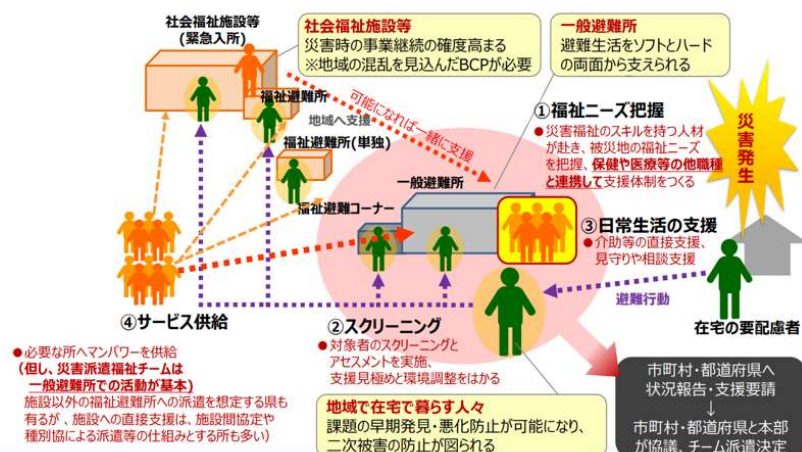 社会福祉施設等
(緊急入所)
社会福祉施設等
災害時の事業継続の確度高まる
※地域の混乱を見込んだBCPが必要
一般避難所
避難生活をソフトとハード
の両面から支えられる
福祉避難所
地域へ支援
可能になれば一緒に支援
福祉避難所(単独)
福祉避難コーナー
一般避難所
①福祉ニーズ把握
●災害福祉のスキルを持つ人材
が赴き、被災地の福祉ニーズ
を把握、保健や医療等の他職種
と連携して支援体制をつくる
災害発生
③日常生活の支援
●介助等の直接支援、
見守りや相談支援
避難行動
在宅の要配慮者
④サービス供給
●必要な所へマンパワーを供給
(但し、災害派遣福祉チームは
一般避難所での活動が基本)
施設以外の福祉避難所への派遣を想定する県も
有るが、施設への直接支援は、施設間協定や
種別協による派遣等の仕組みとする所も多い)
②スクリーニング
●対象者のスクリーニングと
アセスメントを実施、
支援見極めと環境調整をはかる
地域で在宅で暮らす人々
課題の早期発見・悪化防止が可能になり、
二次被害の防止が図られる
市町村・都道府県へ
状況報告・支援要請
↓
市町村・都道府県と本部
が協議、チーム派遣決定